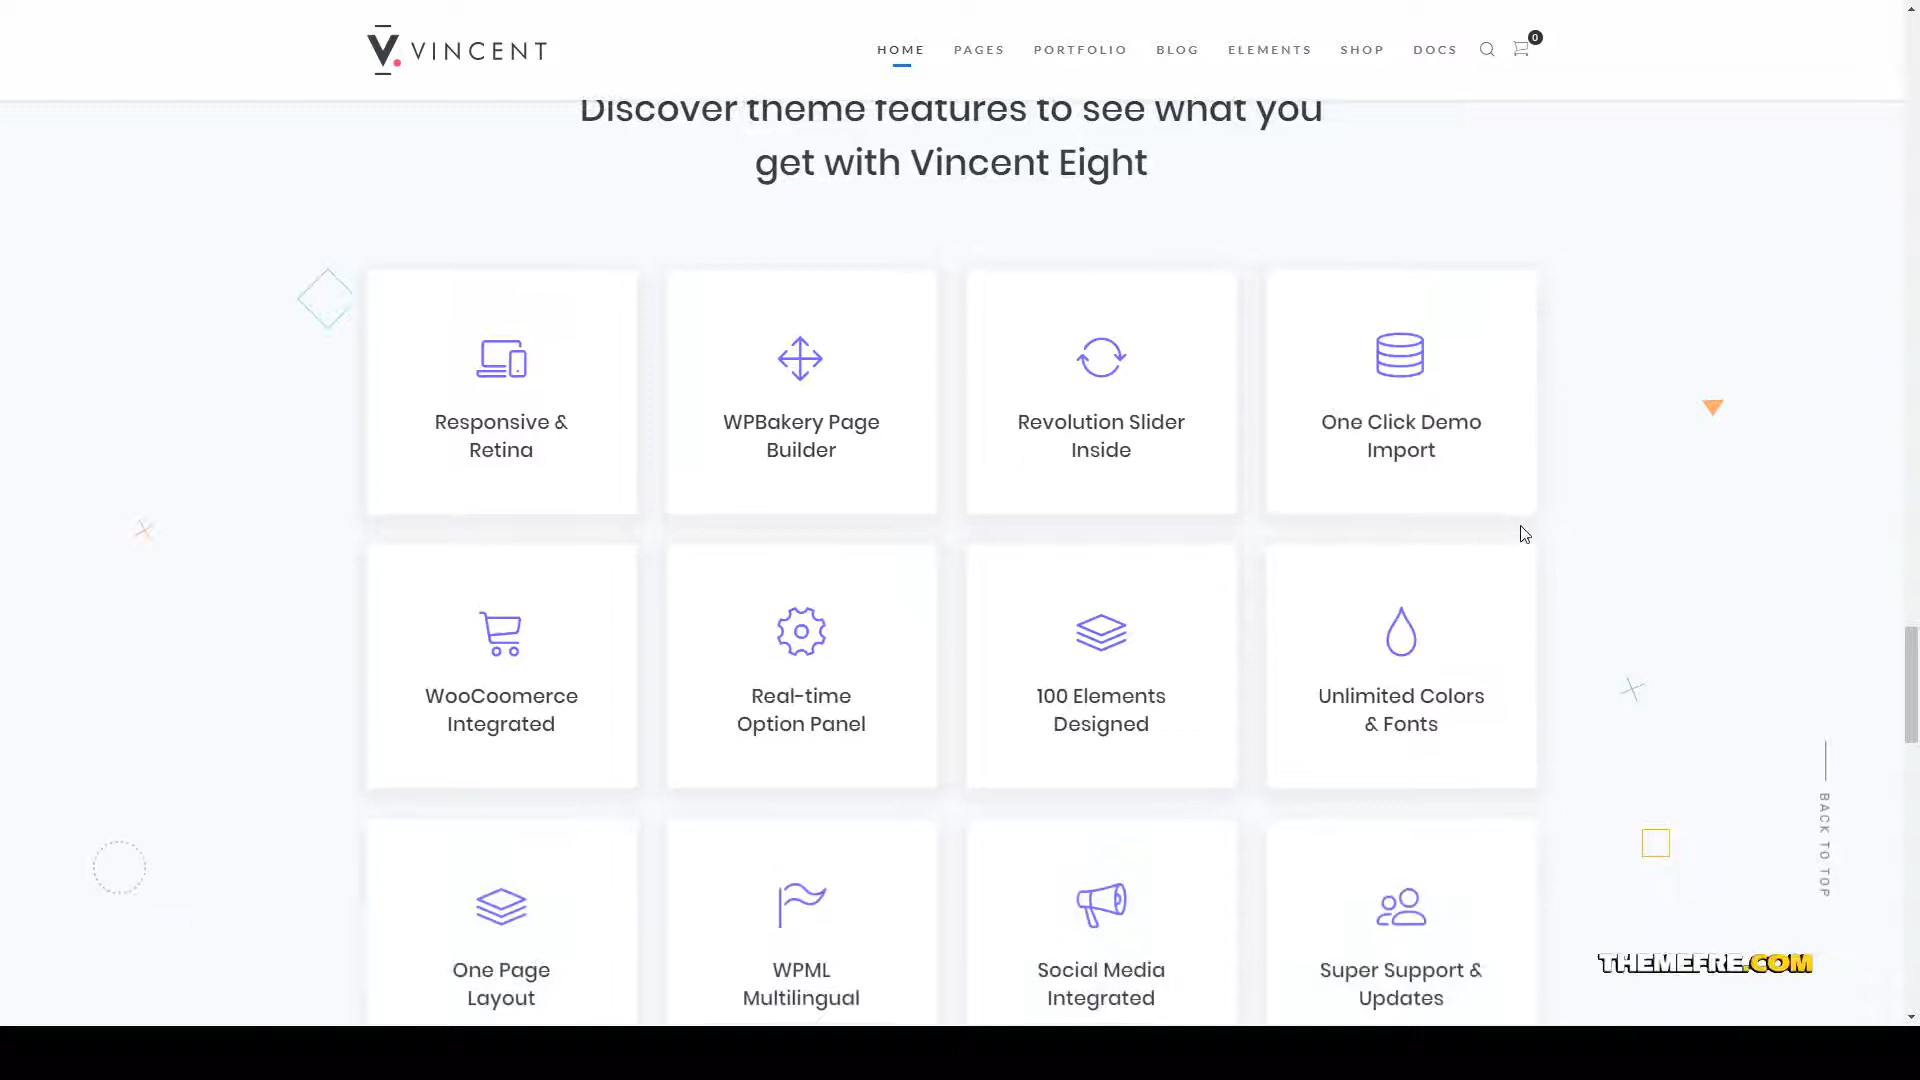 VINCENT
HOME PAGES PORTFOLIO BLOG ELEMENTS SHOP DOCS 0
Discover theme features to see what you
get with Vincent Eight
Responsive &
Retina
WPBakery Page
Builder
Revolution Slider
Inside
One Click Demo
Import
WooCoomerce
Integrated
Real-time
Option Panel
100 Elements
Designed
Unlimited Colors
& Fonts
One Page
Layout
WPML
Multilingual
Social Media
Integrated
Super Support &
Updates
BACK TO TOP
THEMEFRE.COM